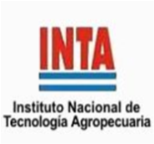 INTA
Instituto Nacional de
Tecnología Agropecuaria